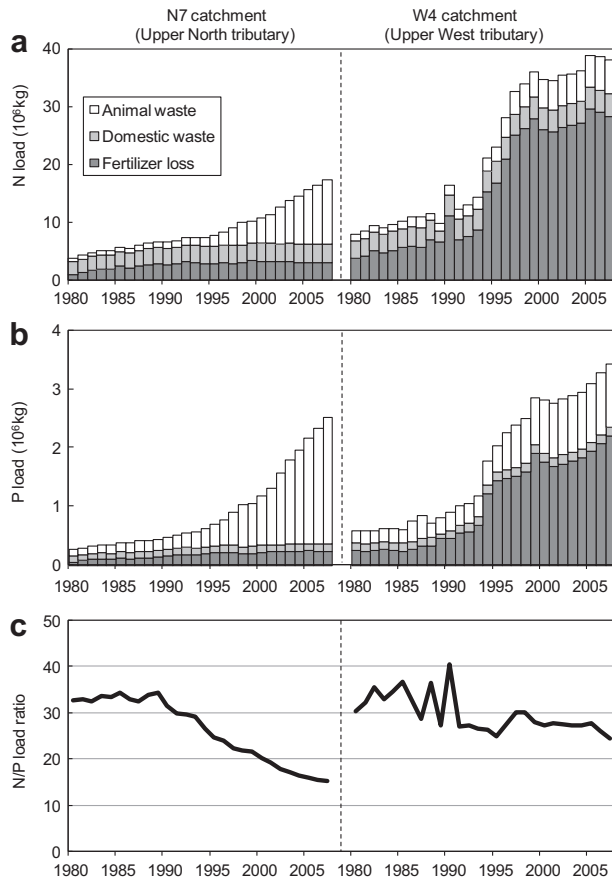 N7 catchment
(Upper North tributary)
W4 catchment
(Upper West tributary)
a
N load (10⁶kg)
40
30
20
10
0
Animal waste
Domestic waste
Fertilizer loss
1980 1985 1990 1995 2000 2005 1980 1985 1990 1995 2000 2005
b
P load (10⁶kg)
4
3
2
1
0
1980 1985 1990 1995 2000 2005 1980 1985 1990 1995 2000 2005
c
N/P load ratio
50
40
30
20
10
0
1980 1985 1990 1995 2000 2005 1980 1985 1990 1995 2000 2005